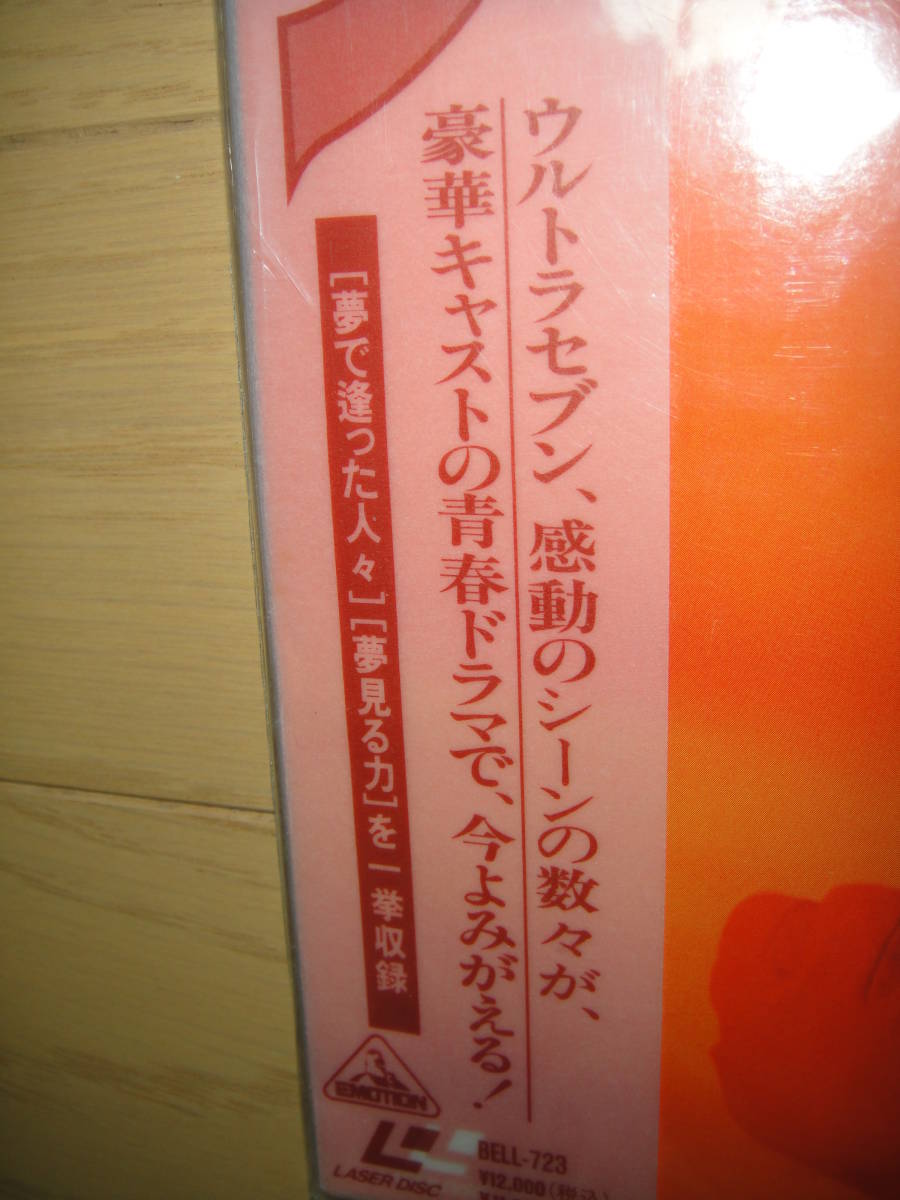 ウルトラセブン、感動のシーンの数々が、
豪華キャストの青春ドラマで、今よみがえる!
[夢で逢った人々][夢見る力]を一挙収録
EMOTION
LASER DISC
BELL-723
¥12,000(税込)